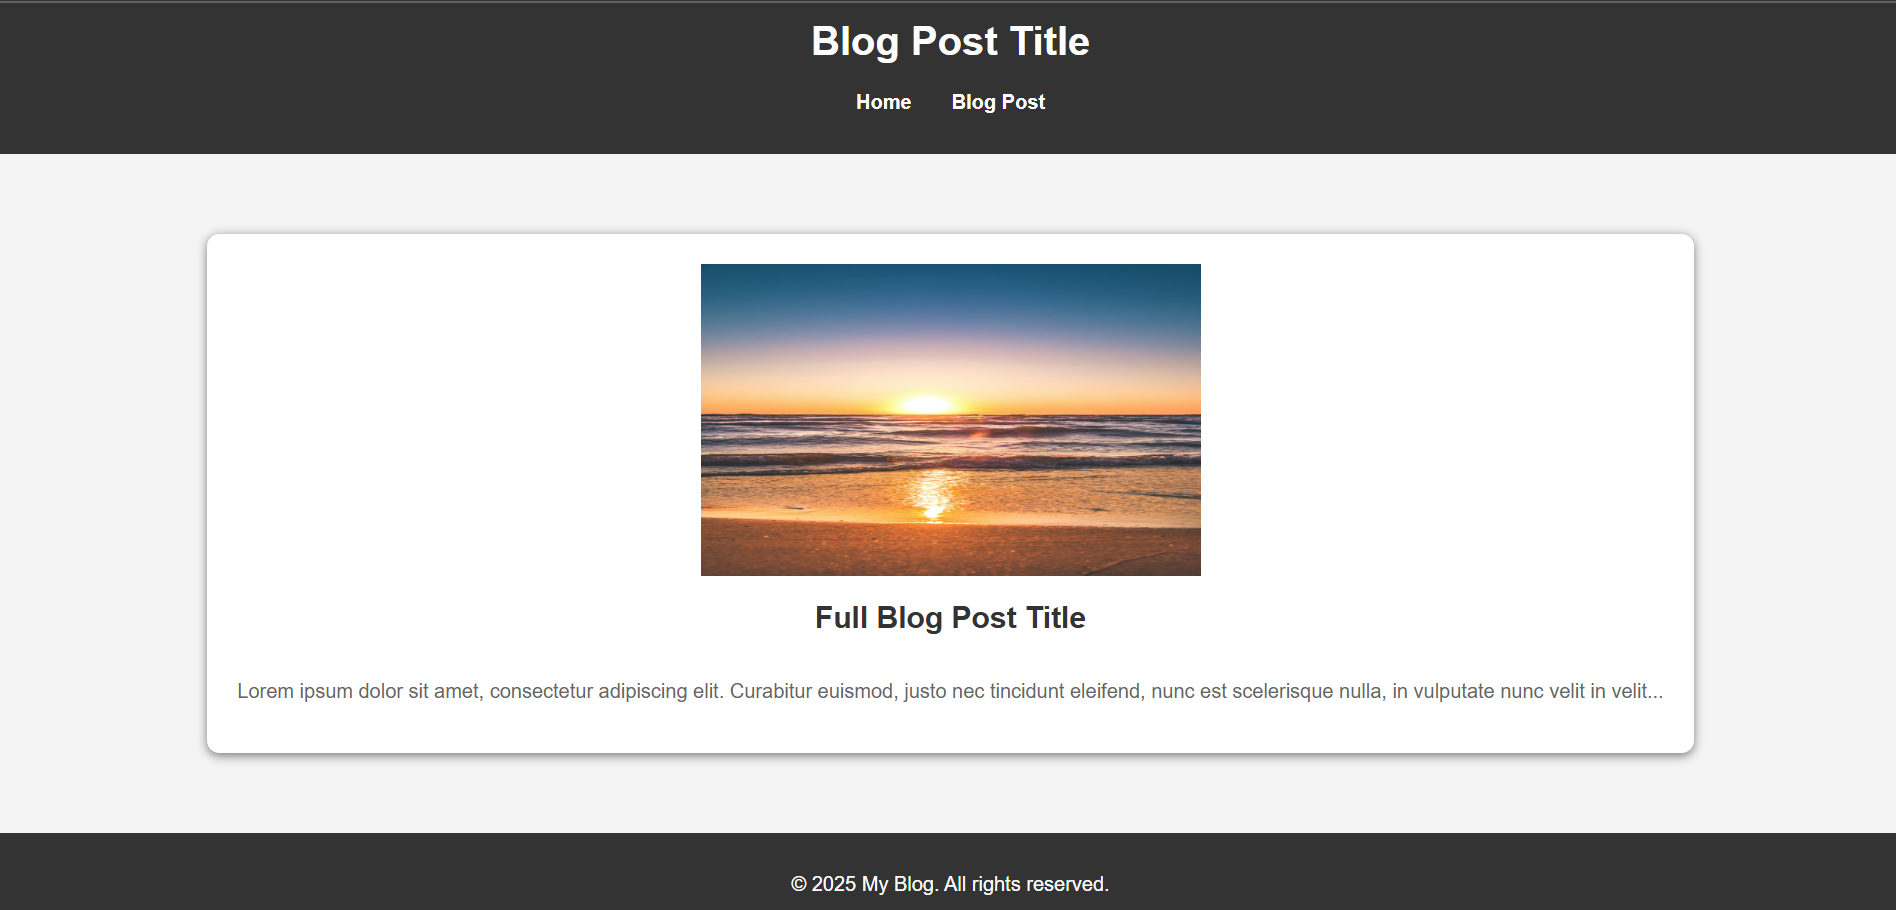 Blog Post Title
Home Blog Post
Full Blog Post Title
Lorem ipsum dolor sit amet, consectetur adipiscing elit. Curabitur euismod, justo nec tincidunt eleifend, nunc est scelerisque nulla, in vulputate nunc velit in velit...
© 2025 My Blog. All rights reserved.